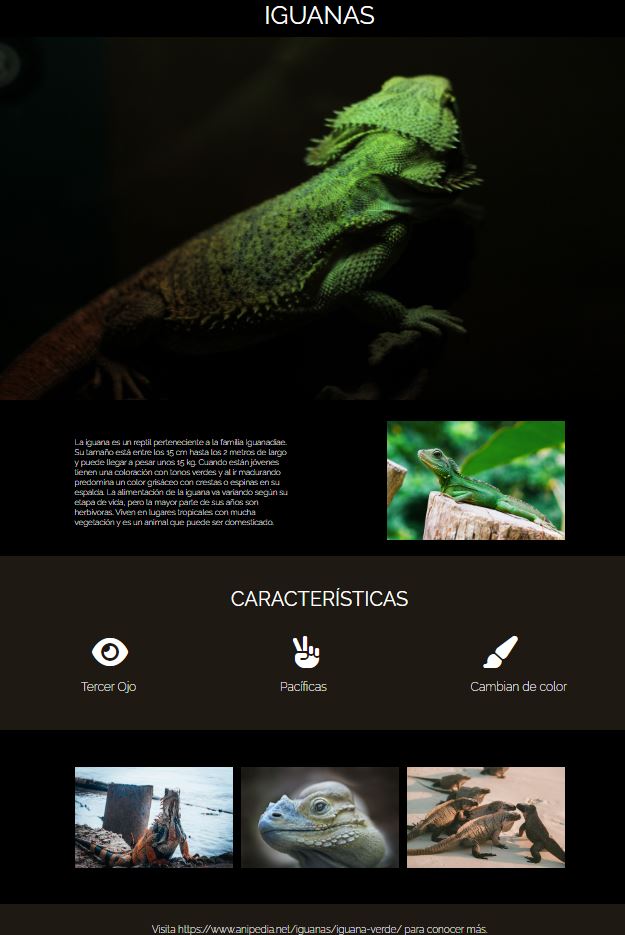 IGUANAS
La iguana es un reptil perteneciente a la familia Iguanadiae.
Su tamaño está entre los 15 cm hasta los 2 metros de largo
y puede llegar a pesar unos 15 kg. Cuando están jóvenes
tienen una coloración con tonos verdes y al ir madurando
predomina un color grisáceo con crestas o espinas en su
espalda. La alimentación de la iguana va variando según su
etapa de vida, pero la mayor parte de sus años son
herbívoras. Viven en lugares tropicales con mucha
vegetación y es un animal que puede ser domesticado.
CARACTERÍSTICAS
Tercer Ojo
Pacíficas
Cambian de color
Visita https://www.anipedia.net/iguanas/iguana-verde/ para conocer más.